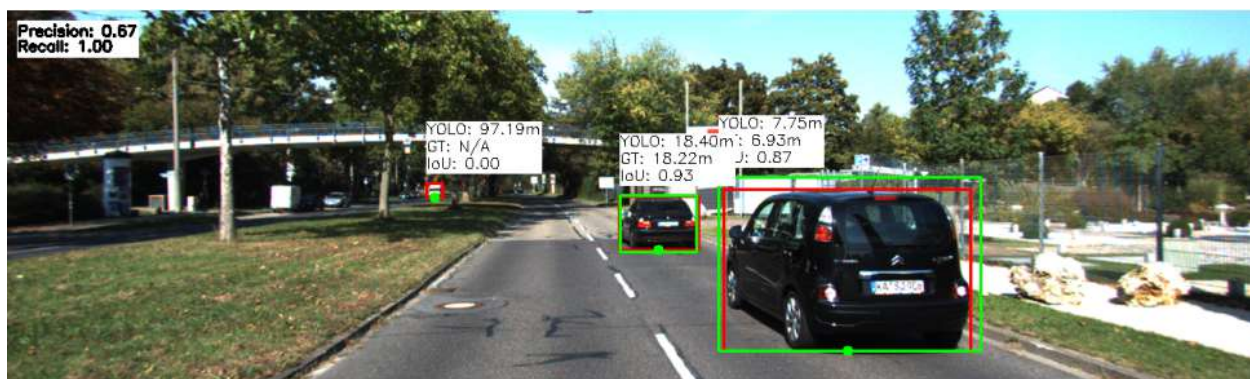 Precision: 0.67
Recall: 1.00
YOLO: 97.19m
GT: N/A
IoU: 0.00
YOLO: 18.40m
GT: 18.22m
IoU: 0.93
YOLO: 7.75m
: 6.93m
U: 0.87